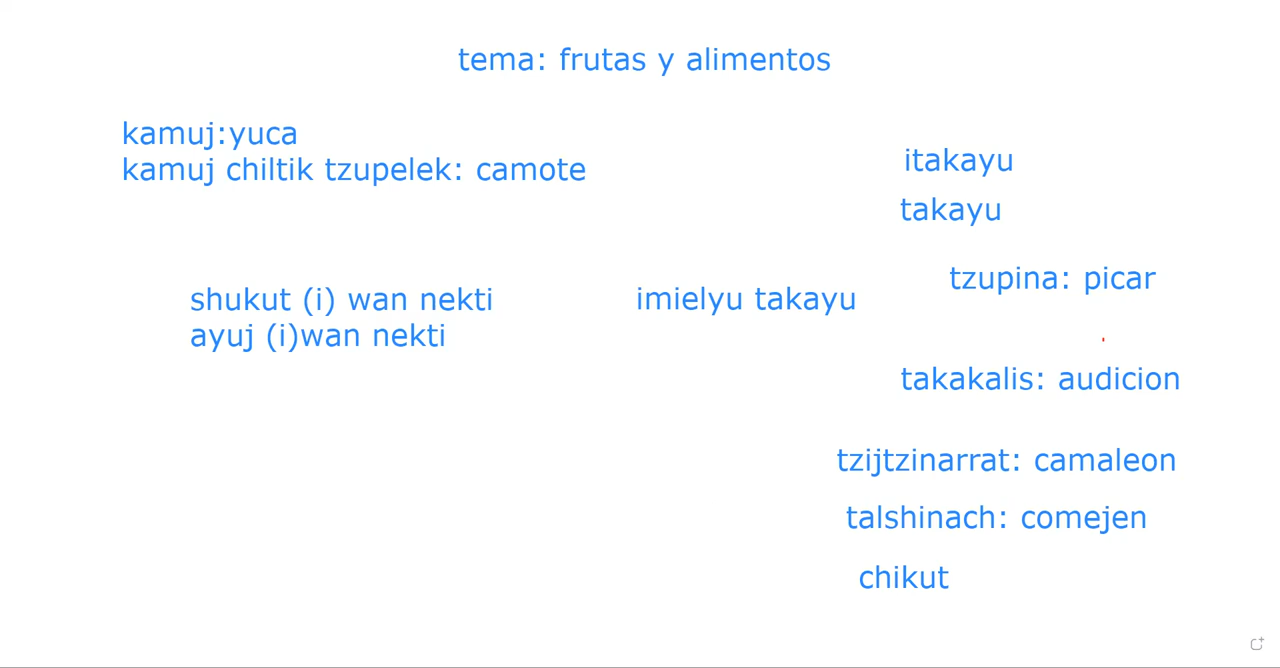 tema: frutas y alimentos
kamuj:yuca
kamuj chiltik tzupelek: camote
itakayu
takayu
tzupina: picar
shukut (i) wan nekti
imielyu takayu
ayuj (i)wan nekti
takakalis: audicion
tzijtzinarrat: camaleon
talshinach: comejen
chikut